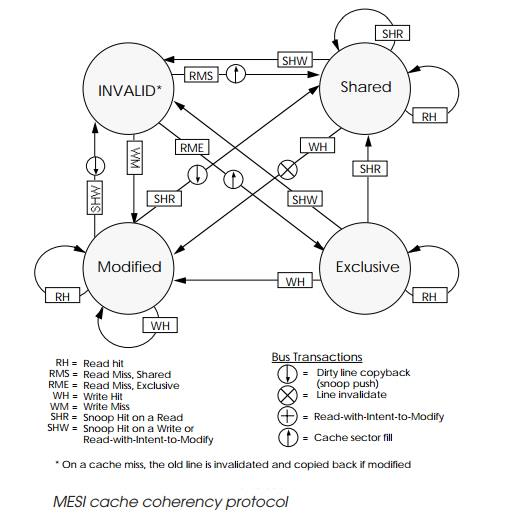 SHR
SHW
RMS
INVALID*
Shared
RH
RME
WH
WM
SHR
SHW
SHR
SHW
Modified
Exclusive
WH
RH
RH
WH
RH = Read hit
RMS = Read Miss, Shared
RME = Read Miss, Exclusive
WH = Write Hit
WM = Write Miss
SHR = Snoop Hit on a Read
SHW = Snoop Hit on a Write or
Read-with-Intent-to-Modify
Bus Transactions
= Dirty line copyback
(snoop push)
= Line invalidate
= Read-with-Intent-to-Modify
= Cache sector fill
* On a cache miss, the old line is invalidated and copied back if modified
MESI cache coherency protocol